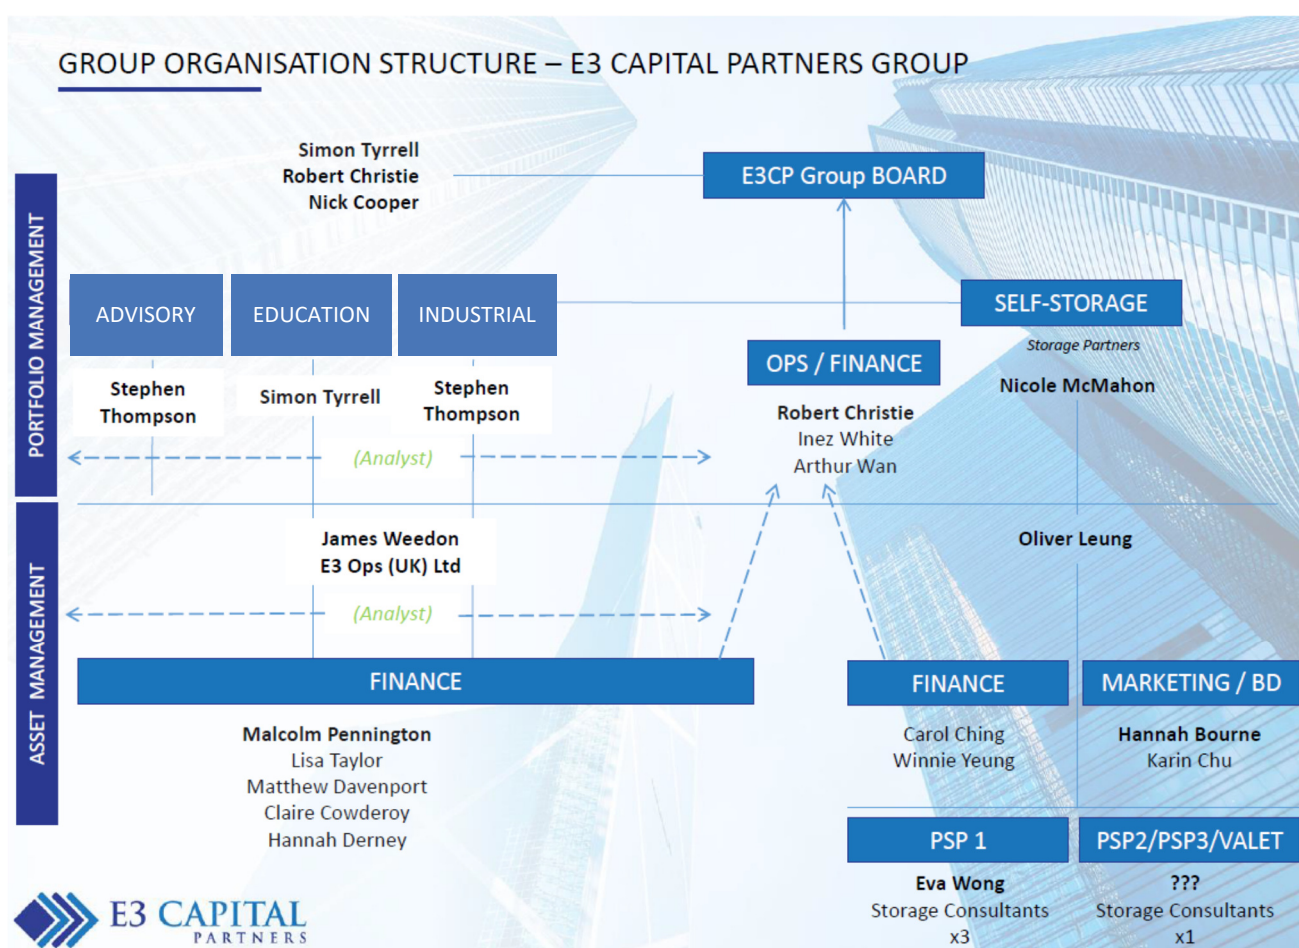 GROUP ORGANISATION STRUCTURE – E3 CAPITAL PARTNERS GROUP
Simon Tyrrell
Robert Christie
Nick Cooper
E3CP Group BOARD
PORTFOLIO MANAGEMENT
ADVISORY
EDUCATION
INDUSTRIAL
SELF-STORAGE
Storage Partners
Nicole McMahon
OPS / FINANCE
Robert Christie
Inez White
Arthur Wan
Stephen
Thompson
Simon Tyrrell
Stephen
Thompson
(Analyst)
ASSET MANAGEMENT
James Weedon
E3 Ops (UK) Ltd
(Analyst)
Oliver Leung
FINANCE
Malcolm Pennington
Lisa Taylor
Matthew Davenport
Claire Cowderoy
Hannah Derney
FINANCE
Carol Ching
Winnie Yeung
MARKETING / BD
Hannah Bourne
Karin Chu
PSP 1
Eva Wong
Storage Consultants
x3
PSP2/PSP3/VALET
???
Storage Consultants
x1
E3 CAPITAL
PARTNERS